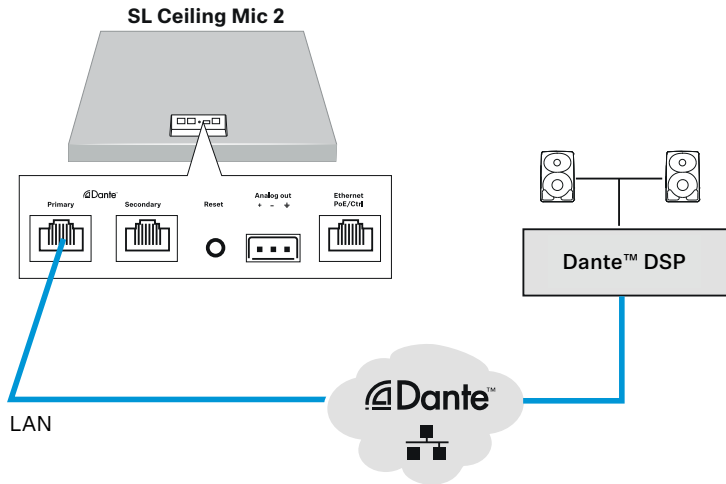 SL Ceiling Mic 2
Dante®
Primary
Secondary
Reset
Analog out
+ - ⏚
Ethernet
PoE/Ctrl
Dante™ DSP
LAN
Dante™